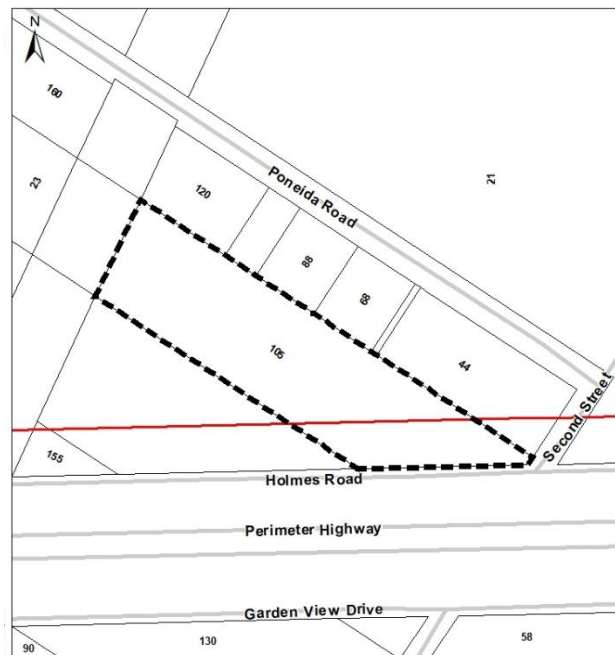 N
160
23
120
Poneida Road
21
88
68
105
44
Second Street
155
Holmes Road
Perimeter Highway
Garden View Drive
90
130
58